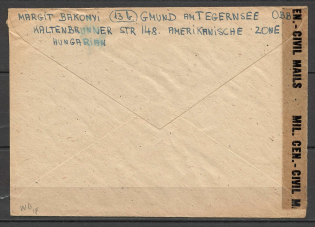 MARGIT BAKONYI (13b) GMUND AM TEGERNSEE OBB
KALTENBRUNNER STR 148. AMERIKANISCHE ZONE
HUNGARIAN
EN.-CIVIL MAILS · MIL. CEN.-CIVIL M